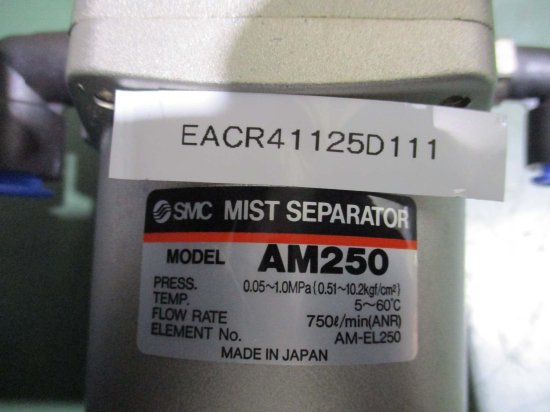 EACR41125D111
SMC MIST SEPARATOR
MODEL AM250
PRESS. 0.05~1.0MPa(0.51~10.2kgf/cm²)
TEMP. 5~60℃
FLOW RATE 750ℓ/min(ANR)
ELEMENT No. AM-EL250
MADE IN JAPAN